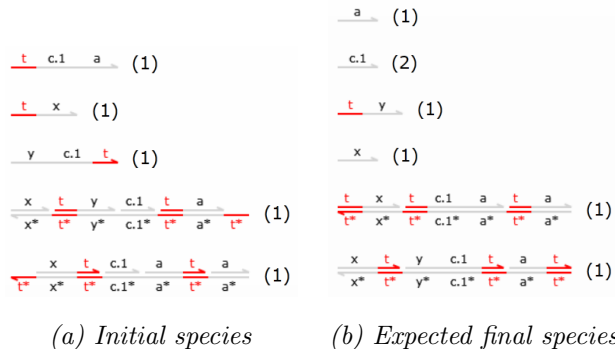 t c.1 a (1)
t x (1)
y c.1 t (1)
x t y c.1 t a (1)
x* t* y* c.1* t* a* t*
x t c.1 a t a (1)
t* x* t* c.1* a* t* a*
(a) Initial species
a (1)
c.1 (2)
t y (1)
x (1)
t x t c.1 a t a (1)
t* x* t* c.1* a* t* a*
x t y c.1 t a t (1)
x* t* y* c.1* t* a* t*
(b) Expected final species